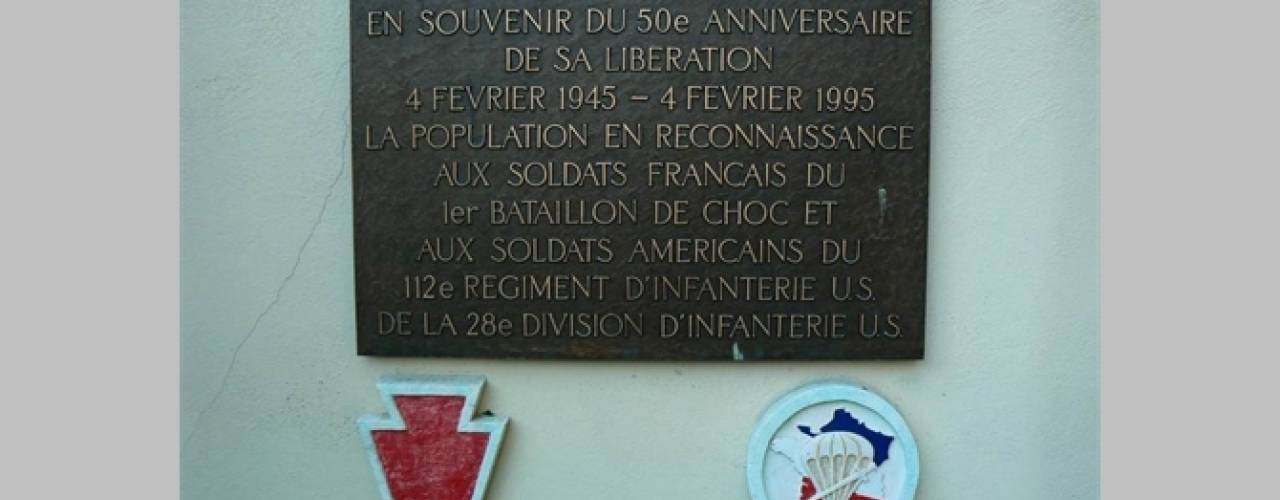 EN SOUVENIR DU 50e ANNIVERSAIRE
DE SA LIBERATION
4 FEVRIER 1945 – 4 FEVRIER 1995
LA POPULATION EN RECONNAISSANCE
AUX SOLDATS FRANCAIS DU
1er BATAILLON DE CHOC ET
AUX SOLDATS AMERICAINS DU
112e REGIMENT D'INFANTERIE U.S.
DE LA 28e DIVISION D'INFANTERIE U.S.